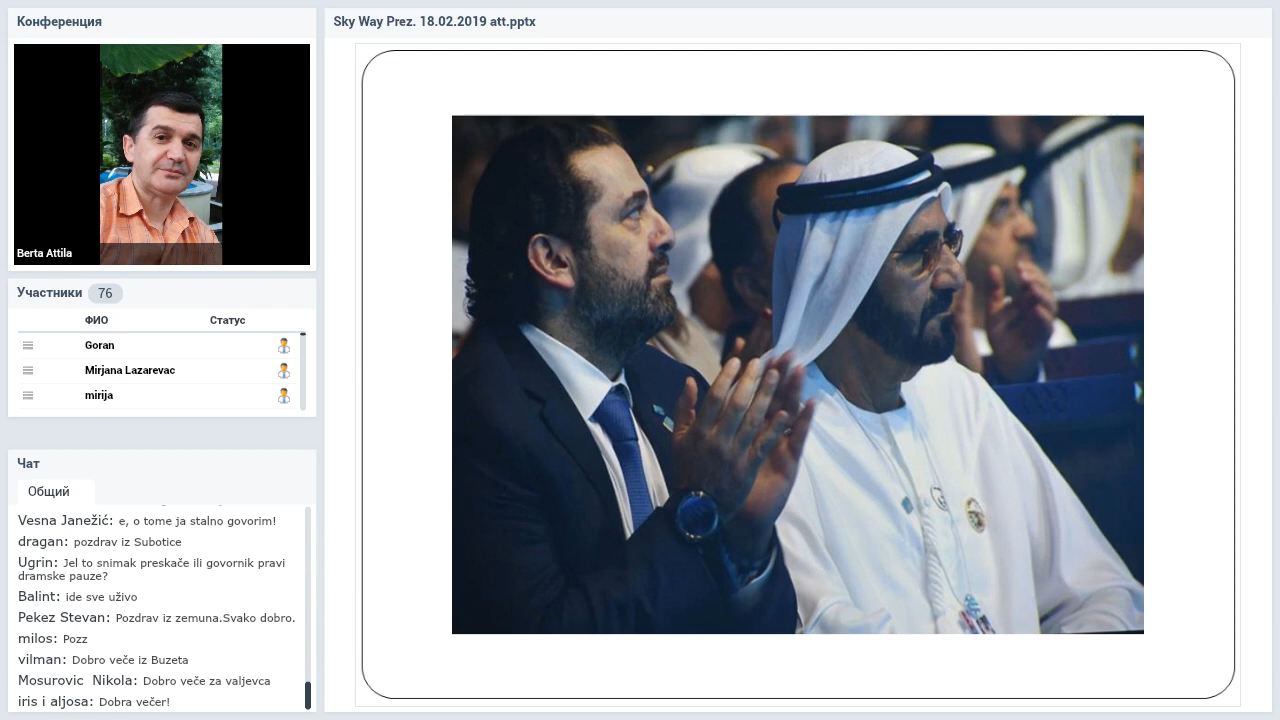 Конференция
Berta Attila
Участники 76
ФИО Статус
Goran
Mirjana Lazarevac
mirija
Чат
Общий
Vesna Janežić: e, o tome ja stalno govorim!
dragan: pozdrav iz Subotice
Ugrin: Jel to snimak preskače ili govornik pravi
dramske pauze?
Balint: ide sve uživo
Pekez Stevan: Pozdrav iz zemuna.Svako dobro.
milos: Pozz
vilman: Dobro veče iz Buzeta
Mosurovic Nikola: Dobro veče za valjevca
iris i aljosa: Dobra večer!
Sky Way Prez. 18.02.2019 att.pptx